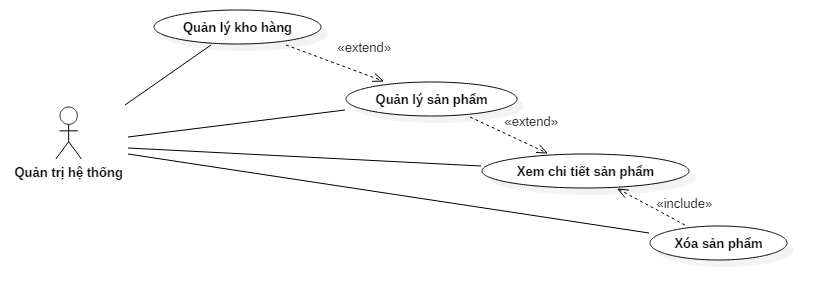 Quản lý kho hàng
«extend»
Quản lý sản phẩm
«extend»
Quản trị hệ thống
Xem chi tiết sản phẩm
«include»
Xóa sản phẩm